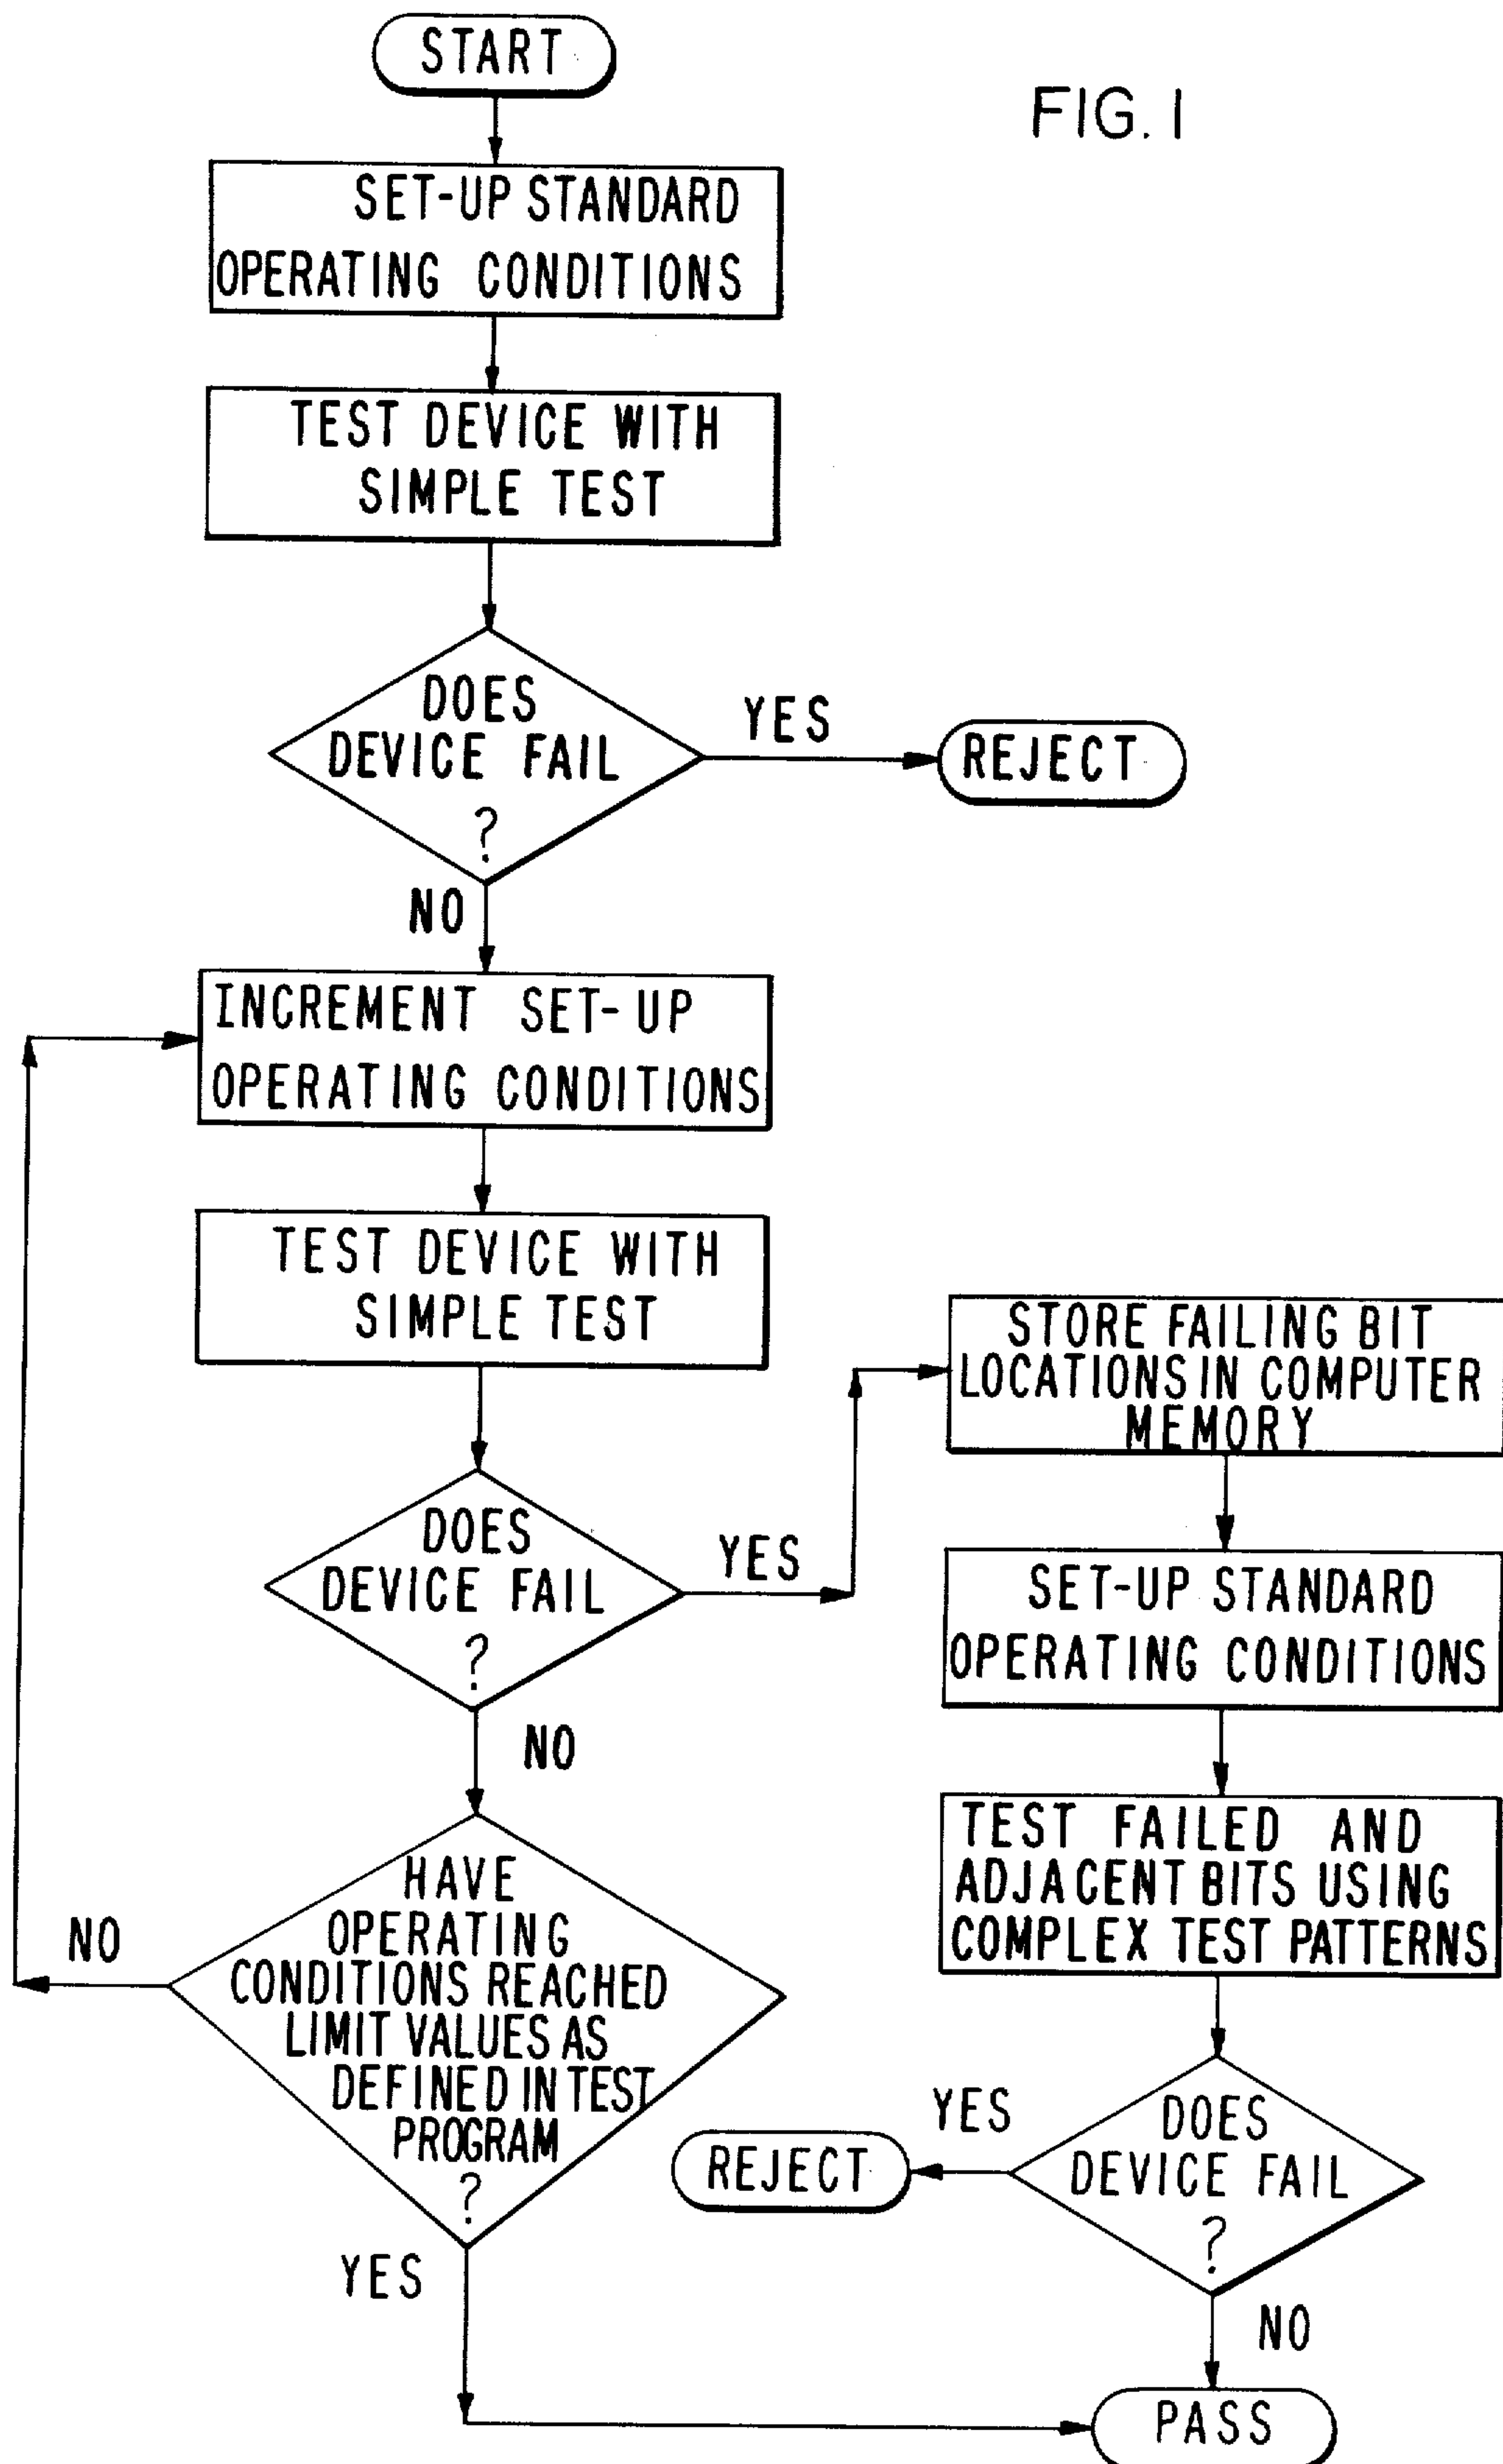 START
FIG. 1
SET-UP STANDARD
OPERATING CONDITIONS
TEST DEVICE WITH
SIMPLE TEST
DOES
DEVICE FAIL
?
YES
REJECT
NO
INCREMENT SET-UP
OPERATING CONDITIONS
TEST DEVICE WITH
SIMPLE TEST
DOES
DEVICE FAIL
?
YES
NO
HAVE
OPERATING
CONDITIONS REACHED
LIMIT VALUES AS
DEFINED IN TEST
PROGRAM
?
NO
YES
STORE FAILING BIT
LOCATIONS IN COMPUTER
MEMORY
SET-UP STANDARD
OPERATING CONDITIONS
TEST FAILED AND
ADJACENT BITS USING
COMPLEX TEST PATTERNS
DOES
DEVICE FAIL
?
YES
REJECT
NO
PASS